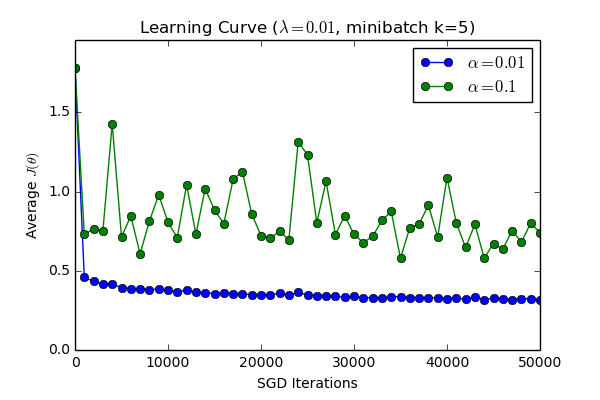 Learning Curve (λ=0.01, minibatch k=5)
α=0.01
α=0.1
Average J(θ)
1.5
1.0
0.5
0.0
0 10000 20000 30000 40000 50000
SGD Iterations